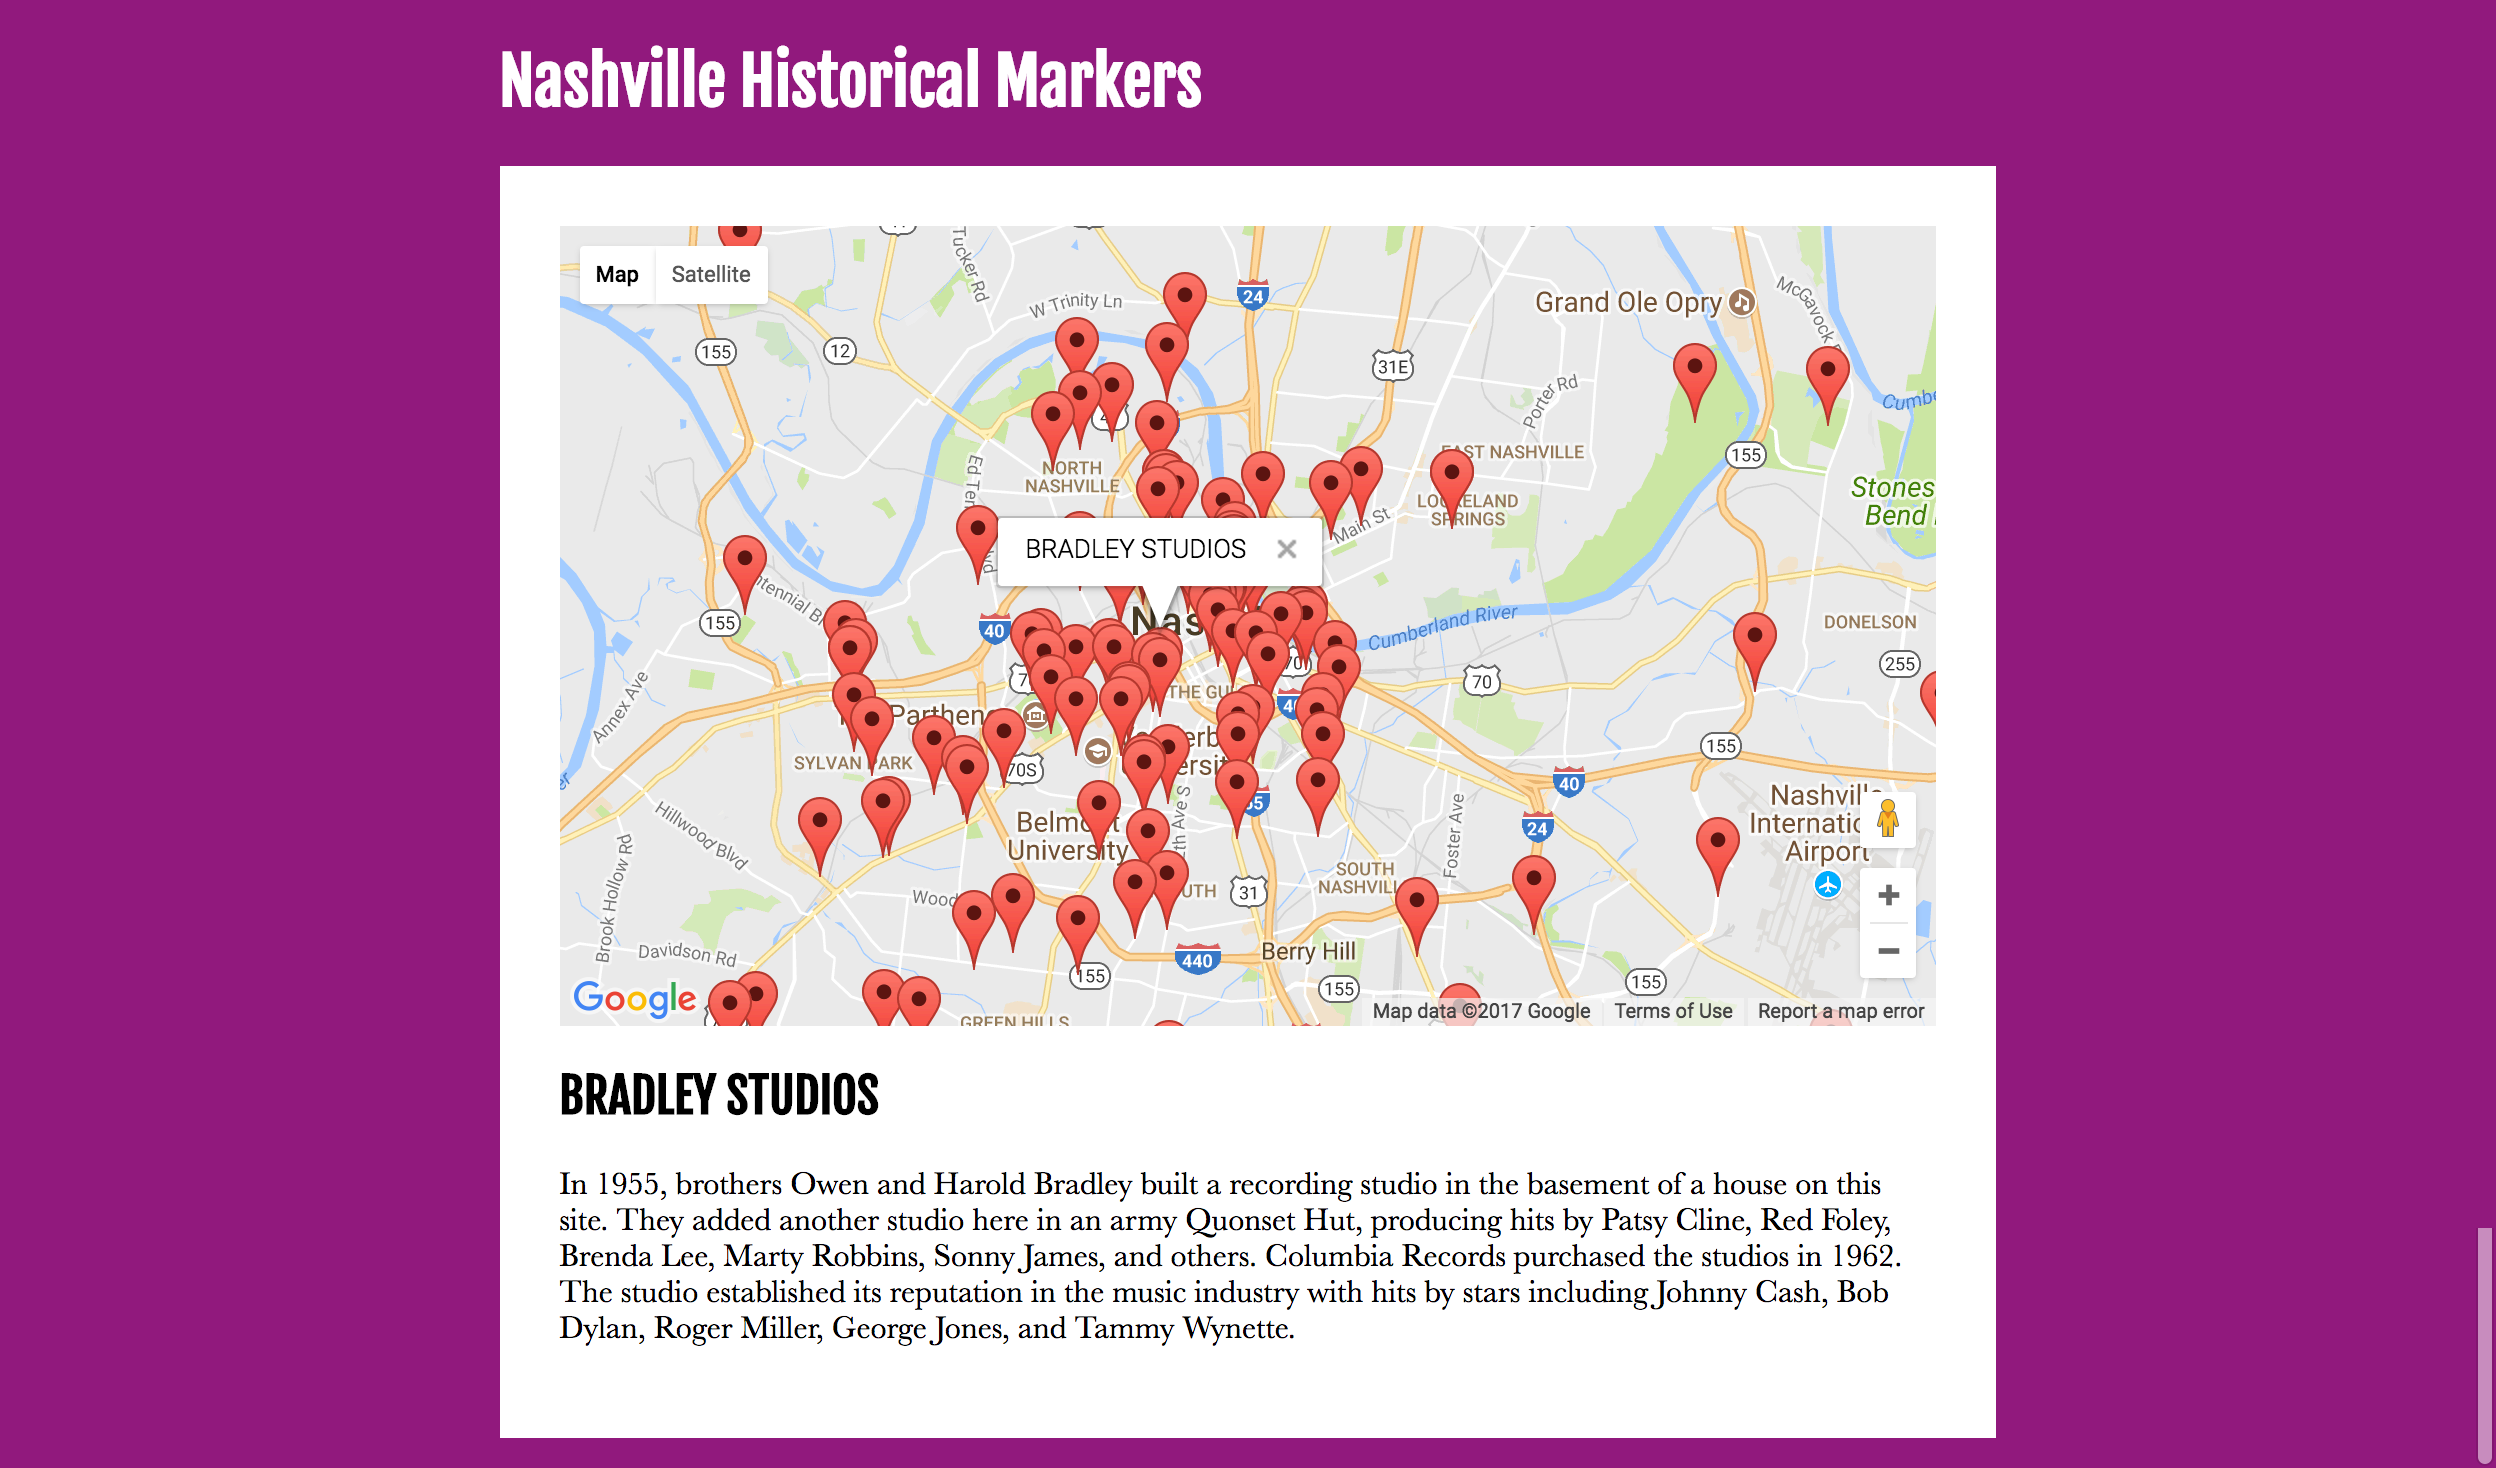 Nashville Historical Markers
Map
Satellite
Tucker Rd
W Trinity Ln
24
Grand Ole Opry
McGavock
155
12
31E
Porter Rd
NORTH
NASHVILLE
EAST NASHVILLE
155
LOCKELAND
SPRINGS
Stones
Bend
Main St
BRADLEY STUDIOS
155
40
Cumberland River
DONELSON
255
70
70
Annex Ave
Parthenon
THE GU
155
SYLVAN PARK
70S
40
Hillwood Blvd
Belmont
University
Foster Ave
24
Nashville
International
Airport
SOUTH
NASHVILLE
31
Brook Hollow Rd
Davidson Rd
440
Berry Hill
155
155
155
Google
GREEN HILLS
Map data ©2017 Google
Terms of Use
Report a map error
BRADLEY STUDIOS
In 1955, brothers Owen and Harold Bradley built a recording studio in the basement of a house on this
site. They added another studio here in an army Quonset Hut, producing hits by Patsy Cline, Red Foley,
Brenda Lee, Marty Robbins, Sonny James, and others. Columbia Records purchased the studios in 1962.
The studio established its reputation in the music industry with hits by stars including Johnny Cash, Bob
Dylan, Roger Miller, George Jones, and Tammy Wynette.